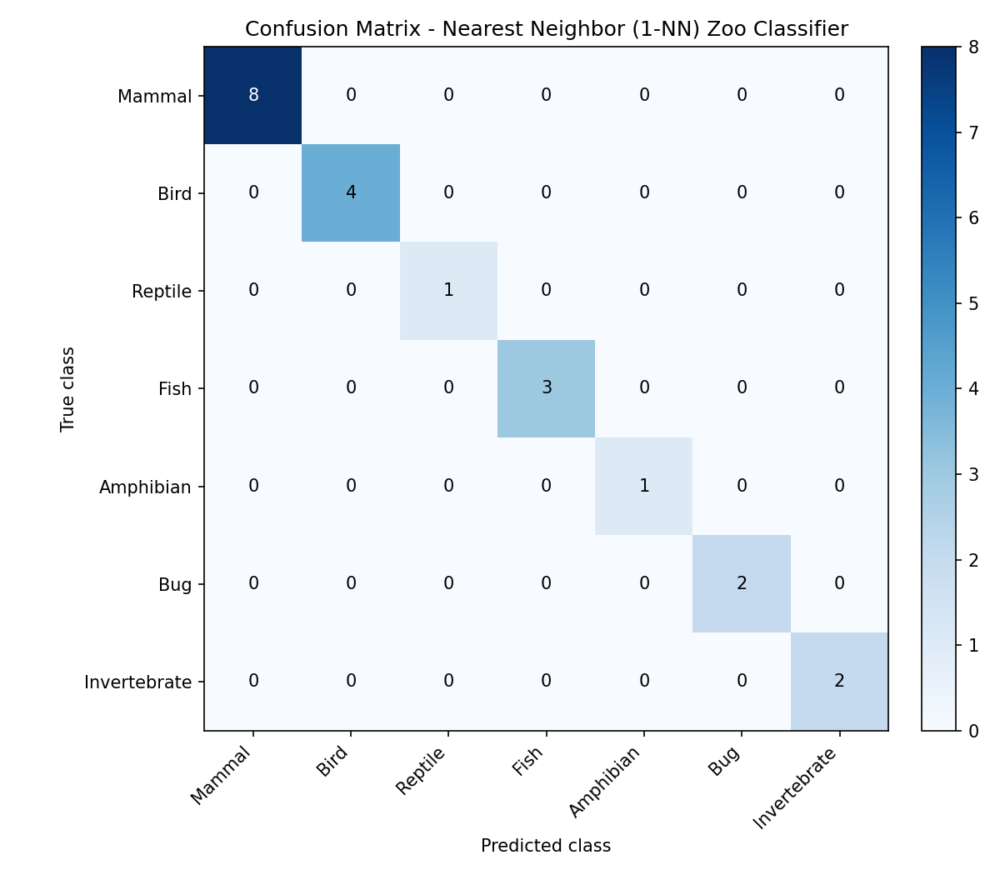 Confusion Matrix - Nearest Neighbor (1-NN) Zoo Classifier
Mammal 8 0 0 0 0 0 0
Bird 0 4 0 0 0 0 0
Reptile 0 0 1 0 0 0 0
Fish 0 0 0 3 0 0 0
Amphibian 0 0 0 0 1 0 0
Bug 0 0 0 0 0 2 0
Invertebrate 0 0 0 0 0 0 2
True class
Mammal Bird Reptile Fish Amphibian Bug Invertebrate
Predicted class
8
7
6
5
4
3
2
1
0